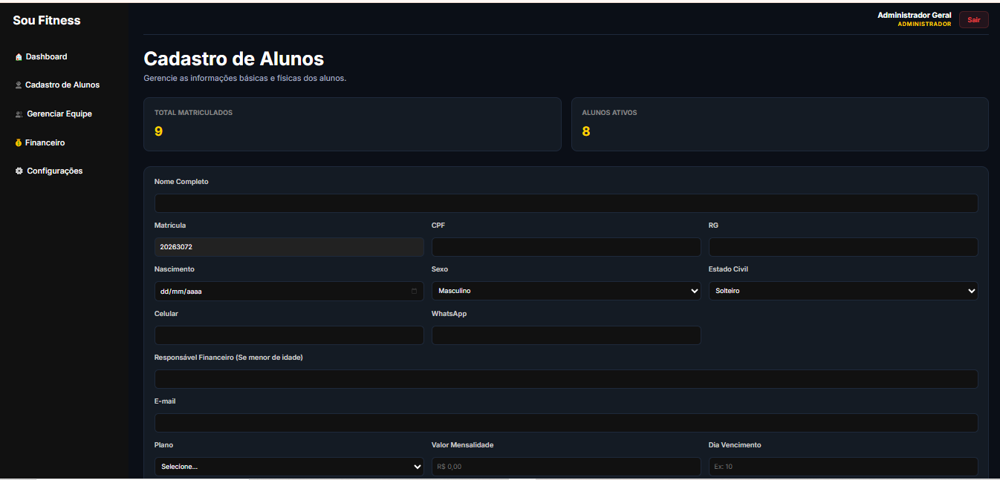 Sou Fitness
Administrador Geral
ADMINISTRADOR
Sair
Dashboard
Cadastro de Alunos
Gerenciar Equipe
Financeiro
Configurações
Cadastro de Alunos
Gerencie as informações básicas e físicas dos alunos.
TOTAL MATRICULADOS
9
ALUNOS ATIVOS
8
Nome Completo
Matrícula CPF RG
20263072
Nascimento Sexo Estado Civil
dd/mm/aaaa Masculino Solteiro
Celular WhatsApp
Responsável Financeiro (Se menor de idade)
E-mail
Plano Valor Mensalidade Dia Vencimento
Selecione... R$ 0,00 Ex: 10